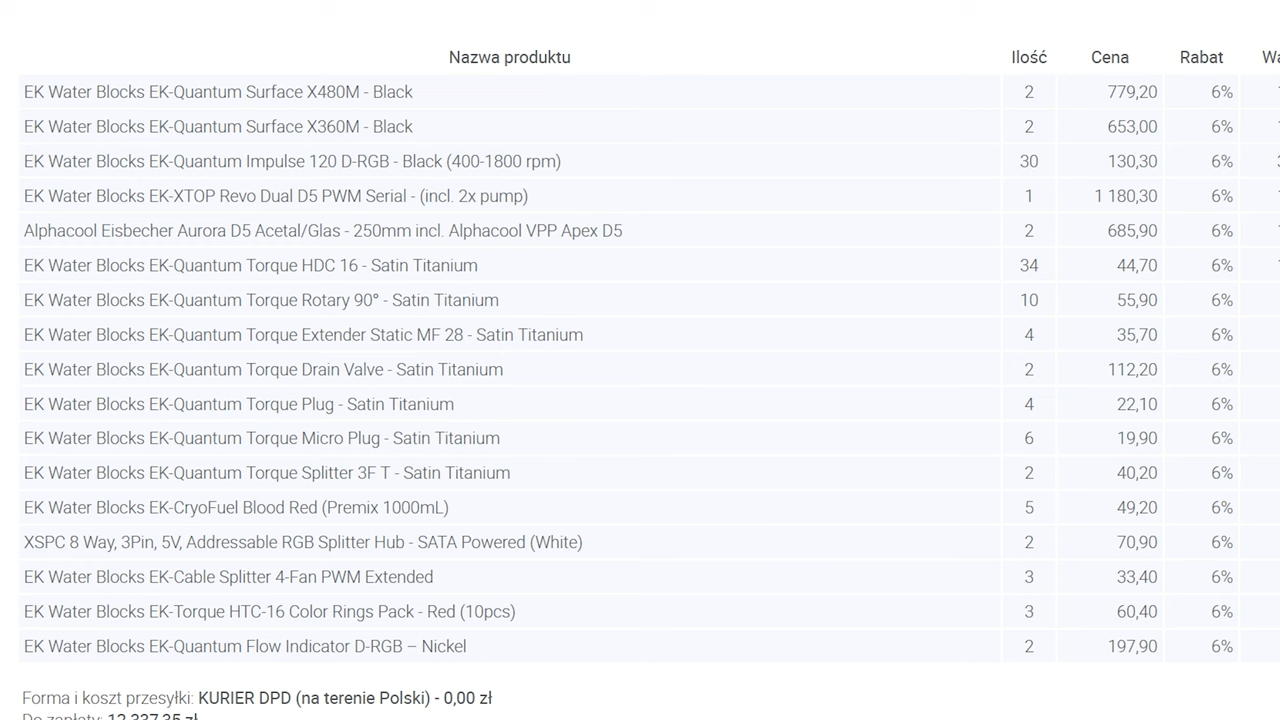 Nazwa produktu Ilość Cena Rabat Wa
EK Water Blocks EK-Quantum Surface X480M - Black 2 779,20 6%
EK Water Blocks EK-Quantum Surface X360M - Black 2 653,00 6%
EK Water Blocks EK-Quantum Impulse 120 D-RGB - Black (400-1800 rpm) 30 130,30 6%
EK Water Blocks EK-XTOP Revo Dual D5 PWM Serial - (incl. 2x pump) 1 1 180,30 6%
Alphacool Eisbecher Aurora D5 Acetal/Glas - 250mm incl. Alphacool VPP Apex D5 2 685,90 6%
EK Water Blocks EK-Quantum Torque HDC 16 - Satin Titanium 34 44,70 6%
EK Water Blocks EK-Quantum Torque Rotary 90° - Satin Titanium 10 55,90 6%
EK Water Blocks EK-Quantum Torque Extender Static MF 28 - Satin Titanium 4 35,70 6%
EK Water Blocks EK-Quantum Torque Drain Valve - Satin Titanium 2 112,20 6%
EK Water Blocks EK-Quantum Torque Plug - Satin Titanium 4 22,10 6%
EK Water Blocks EK-Quantum Torque Micro Plug - Satin Titanium 6 19,90 6%
EK Water Blocks EK-Quantum Torque Splitter 3F T - Satin Titanium 2 40,20 6%
EK Water Blocks EK-CryoFuel Blood Red (Premix 1000mL) 5 49,20 6%
XSPC 8 Way, 3Pin, 5V, Addressable RGB Splitter Hub - SATA Powered (White) 2 70,90 6%
EK Water Blocks EK-Cable Splitter 4-Fan PWM Extended 3 33,40 6%
EK Water Blocks EK-Torque HTC-16 Color Rings Pack - Red (10pcs) 3 60,40 6%
EK Water Blocks EK-Quantum Flow Indicator D-RGB – Nickel 2 197,90 6%
Forma i koszt przesyłki: KURIER DPD (na terenie Polski) - 0,00 zł
Do zapłaty: 12 337,35 zł